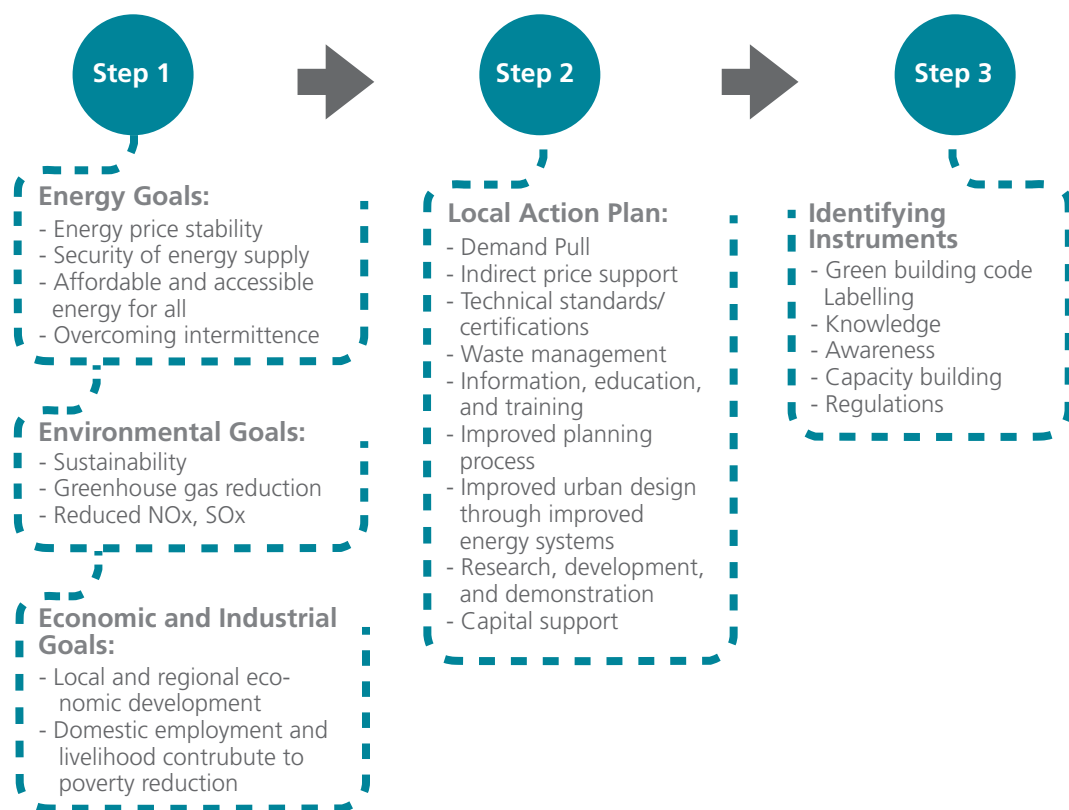 Step 1
Step 2
Step 3
Energy Goals:
- Energy price stability
- Security of energy supply
- Affordable and accessible
energy for all
- Overcoming intermittence
Environmental Goals:
- Sustainability
- Greenhouse gas reduction
- Reduced NOx, SOx
Economic and Industrial
Goals:
- Local and regional eco-
nomic development
- Domestic employment and
livelihood contrubute to
poverty reduction
Local Action Plan:
- Demand Pull
- Indirect price support
- Technical standards/
certifications
- Waste management
- Information, education,
and training
- Improved planning
process
- Improved urban design
through improved
energy systems
- Research, development,
and demonstration
- Capital support
Identifying
Instruments
- Green building code
Labelling
- Knowledge
- Awareness
- Capacity building
- Regulations